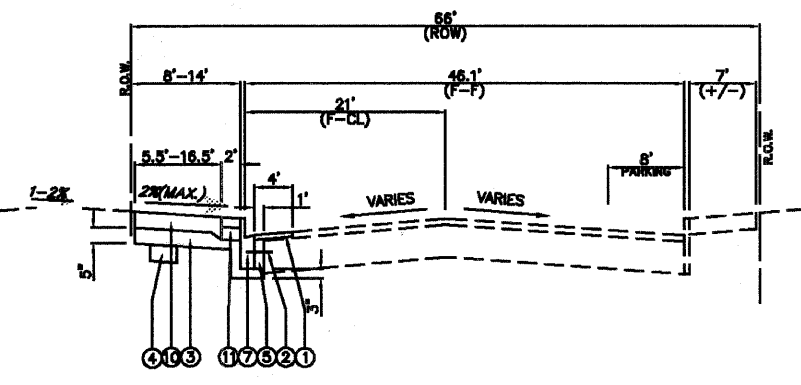 66'
(ROW)
R.O.W.
8'-14'
46.1'
(F-F)
7'
(+/-)
21'
(F-CL)
R.O.W.
5.5'-16.5'
2'
8'
PARKING
4'
1-2%
2%(MAX.)
1'
VARIES
VARIES
5"
3"
4
10
3
11
7
5
2
1